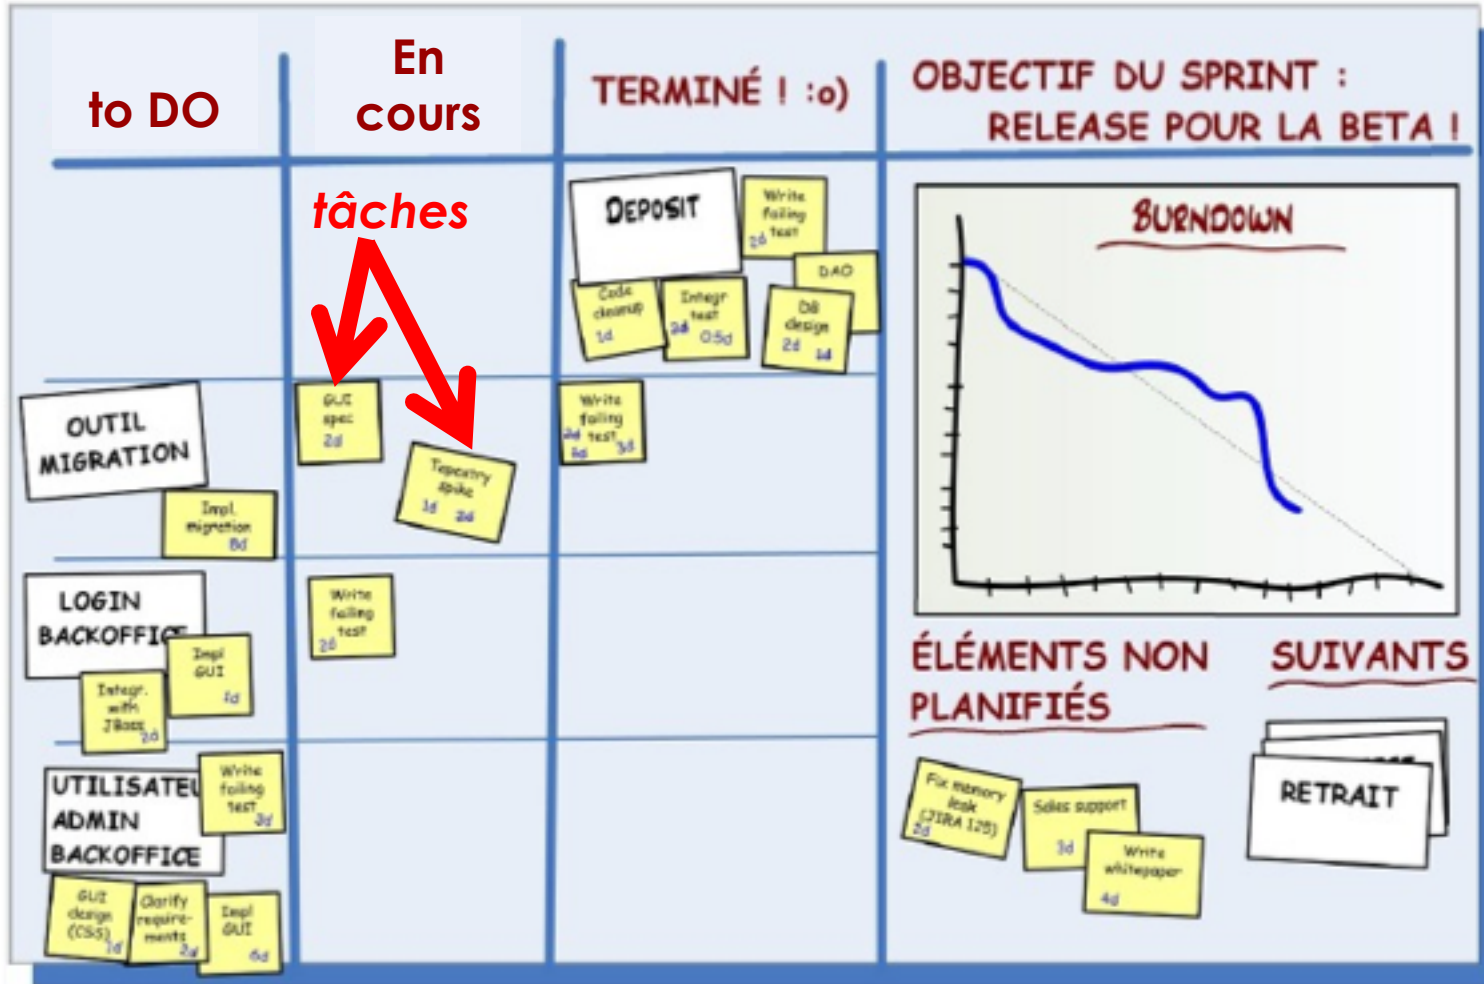 to DO
En
cours
TERMINÉ ! :o)
OBJECTIF DU SPRINT :
RELEASE POUR LA BETA !
tâches
DEPOSIT
Write
failing
test
2d
DAO
Code
cleanup
1d
Integr
test
2d 0.5d
DB
design
2d 1d
BURNDOWN
OUTIL
MIGRATION
Impl.
migration
8d
GUI
spec
2d
Tapestry
spike
1d 2d
Write
failing
test
2d
3d
LOGIN
BACKOFFICE
Impl
GUI
Integr.
with
JBoss
2d
Write
failing
test
2d
UTILISATEU
ADMIN
BACKOFFICE
Write
failing
test
3d
GUI
design
(CSS)
1d
Clarify
require-
ments
2d
Impl
GUI
6d
ÉLÉMENTS NON
PLANIFIÉS
Fix memory
leak
(JIRA 125)
2d
Sales support
3d
Write
whitepaper
4d
SUIVANTS
RETRAIT